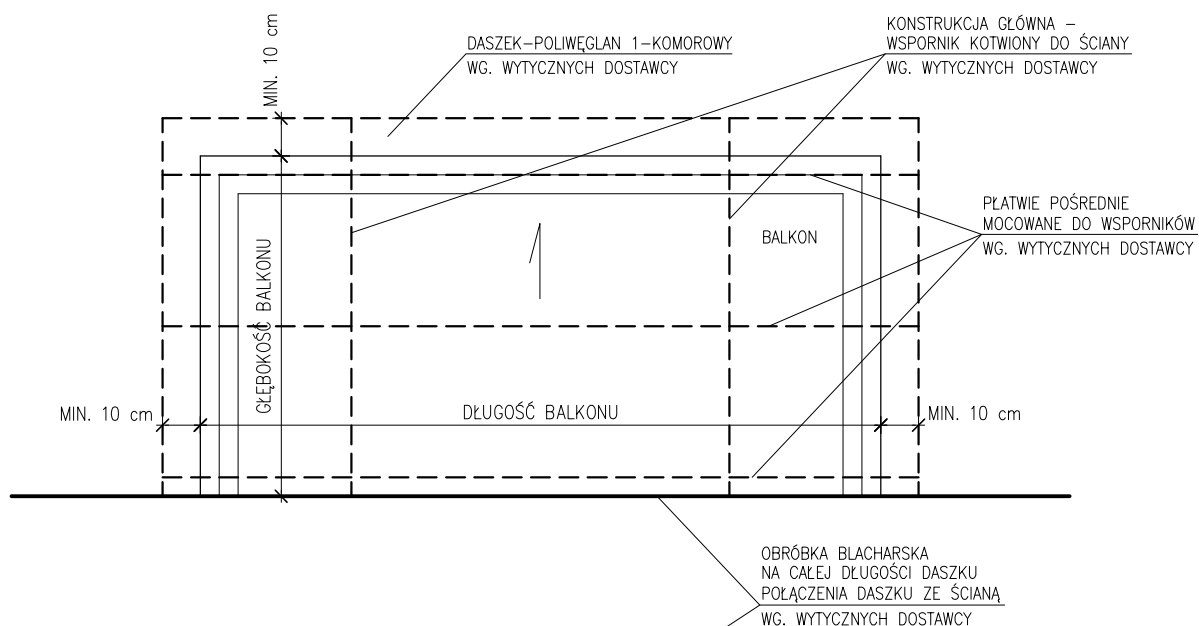 MIN. 10 cm
DASZEK-POLIWĘGLAN 1-KOMOROWY
WG. WYTYCZNYCH DOSTAWCY
KONSTRUKCJA GŁÓWNA -
WSPORNIK KOTWIONY DO ŚCIANY
WG. WYTYCZNYCH DOSTAWCY
PŁATWIE POŚREDNIE
MOCOWANE DO WSPORNIKÓW
WG. WYTYCZNYCH DOSTAWCY
BALKON
GŁĘBOKOŚĆ BALKONU
MIN. 10 cm
DŁUGOŚĆ BALKONU
MIN. 10 cm
OBRÓBKA BLACHARSKA
NA CAŁEJ DŁUGOŚCI DASZKU
POŁĄCZENIA DASZKU ZE ŚCIANĄ
WG. WYTYCZNYCH DOSTAWCY